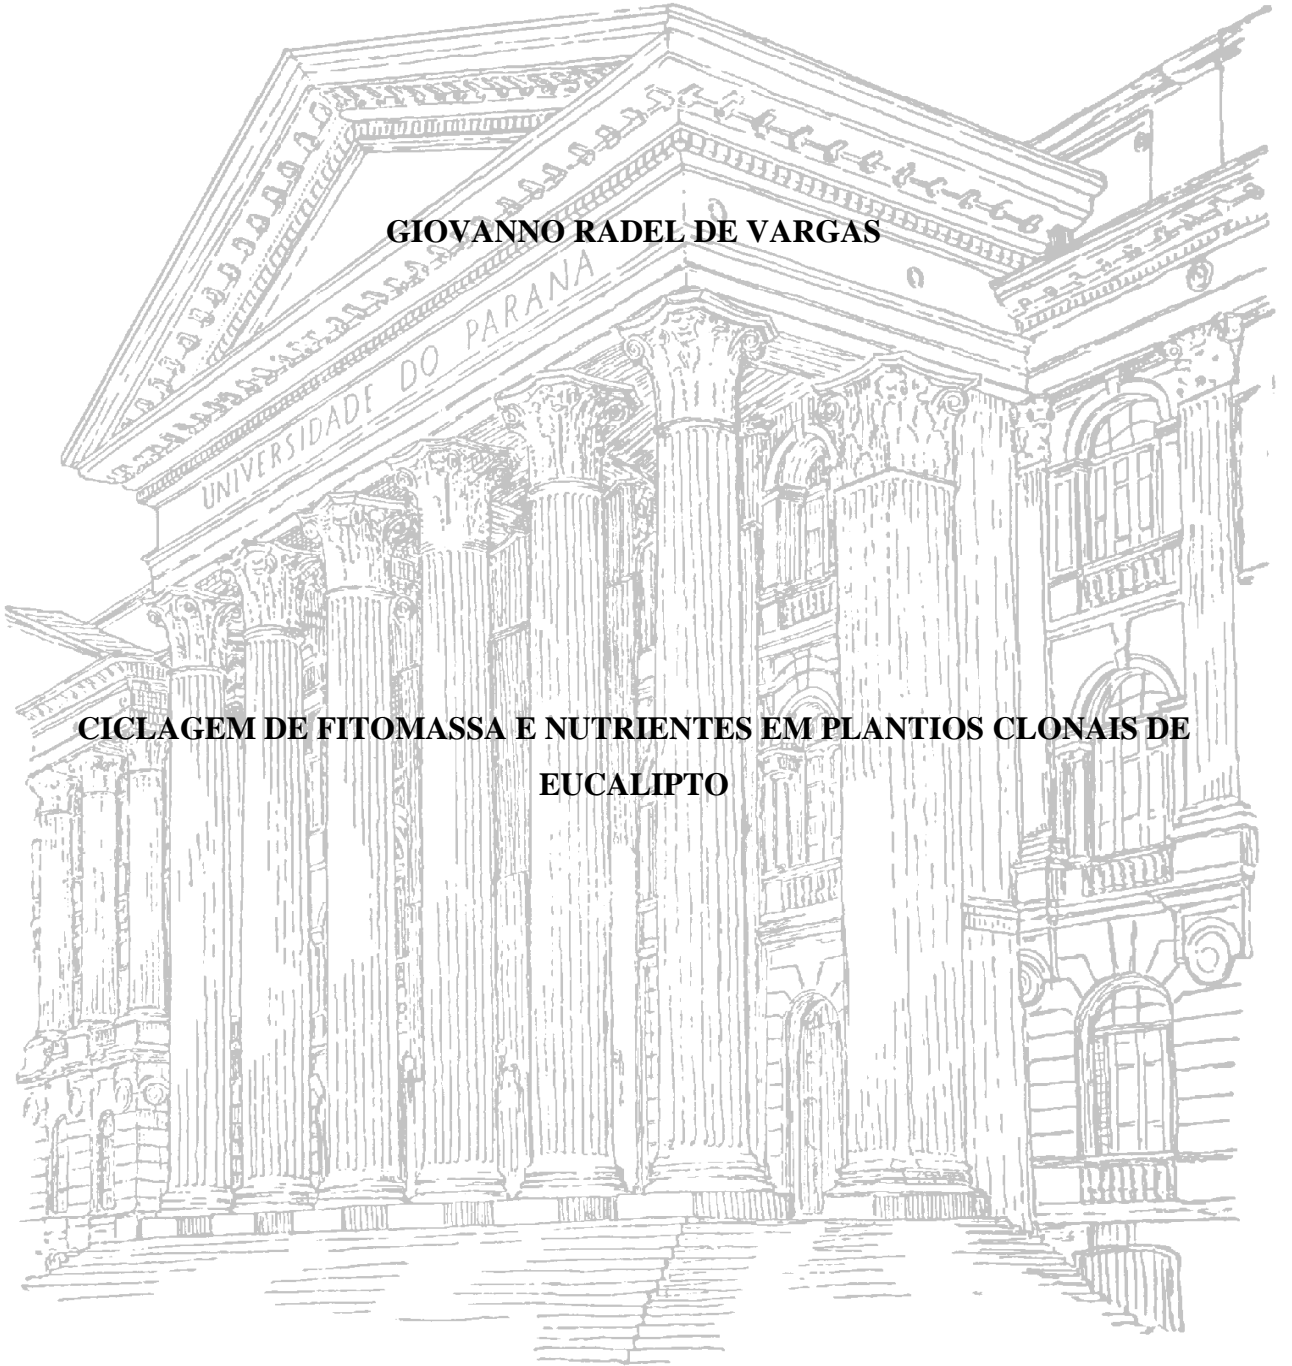 GIOVANNO RADEL DE VARGAS
UNIVERSIDADE DO PARANÁ
CICLAGEM DE FITOMASSA E NUTRIENTES EM PLANTIOS CLONAIS DE
EUCALIPTO